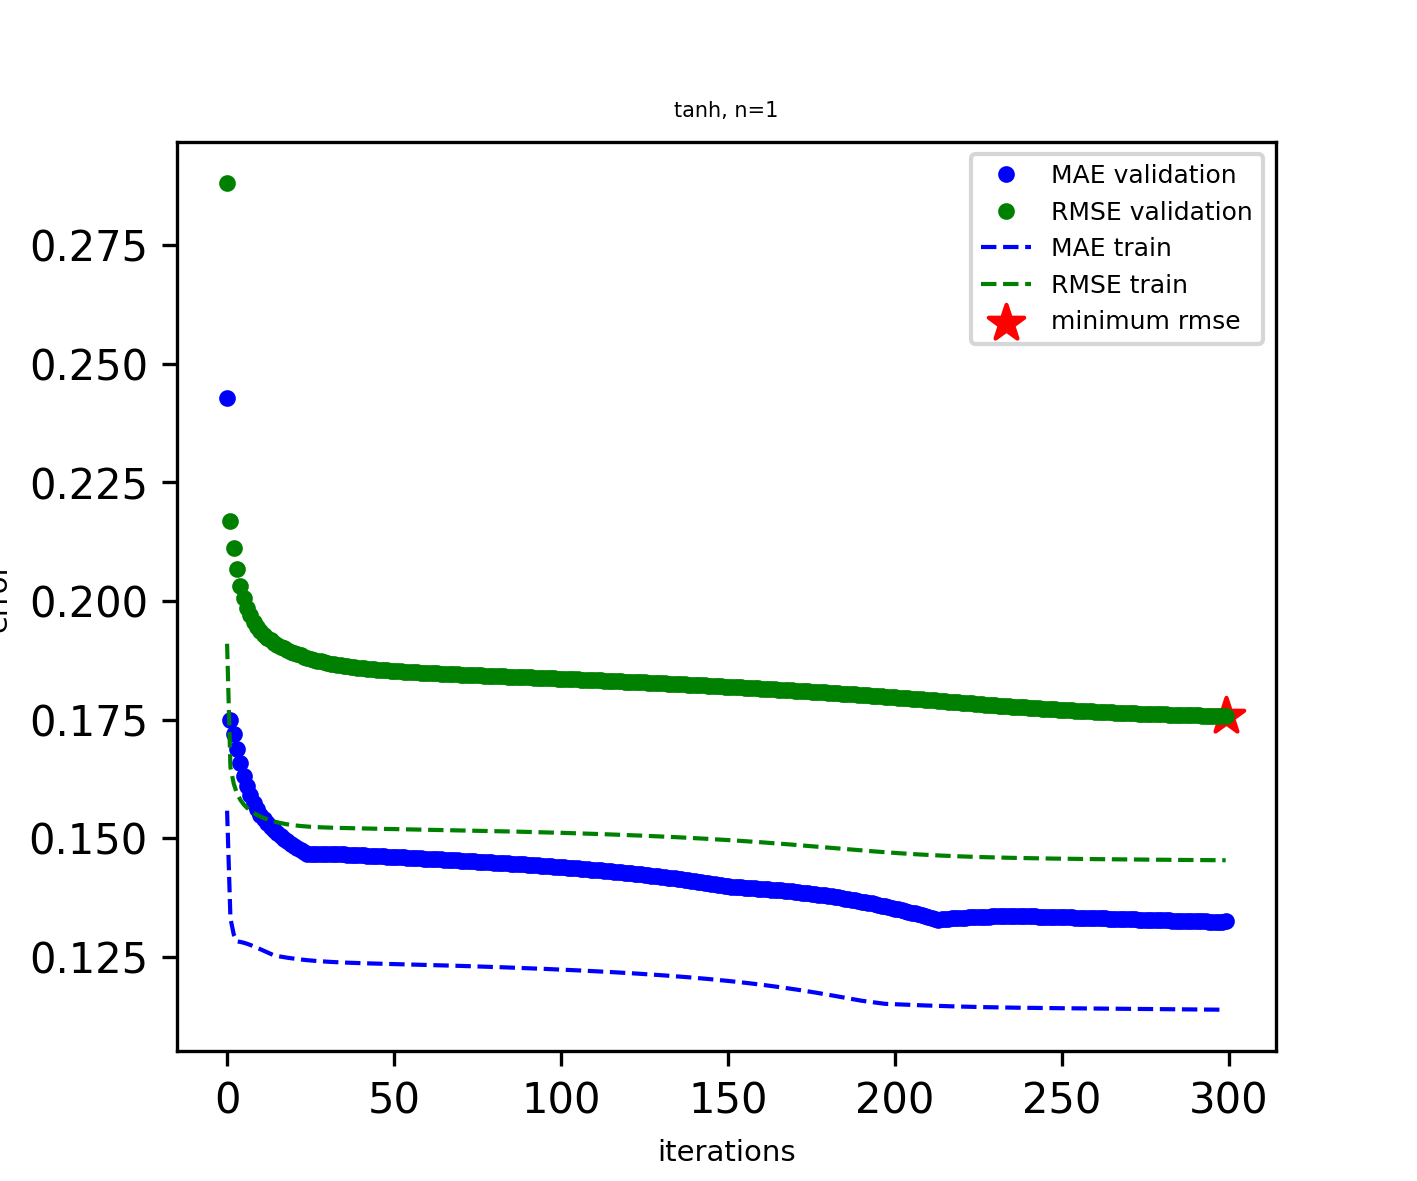 tanh, n=1
0.275
0.250
0.225
0.200
0.175
0.150
0.125
0 50 100 150 200 250 300
iterations
MAE validation
RMSE validation
MAE train
RMSE train
minimum rmse